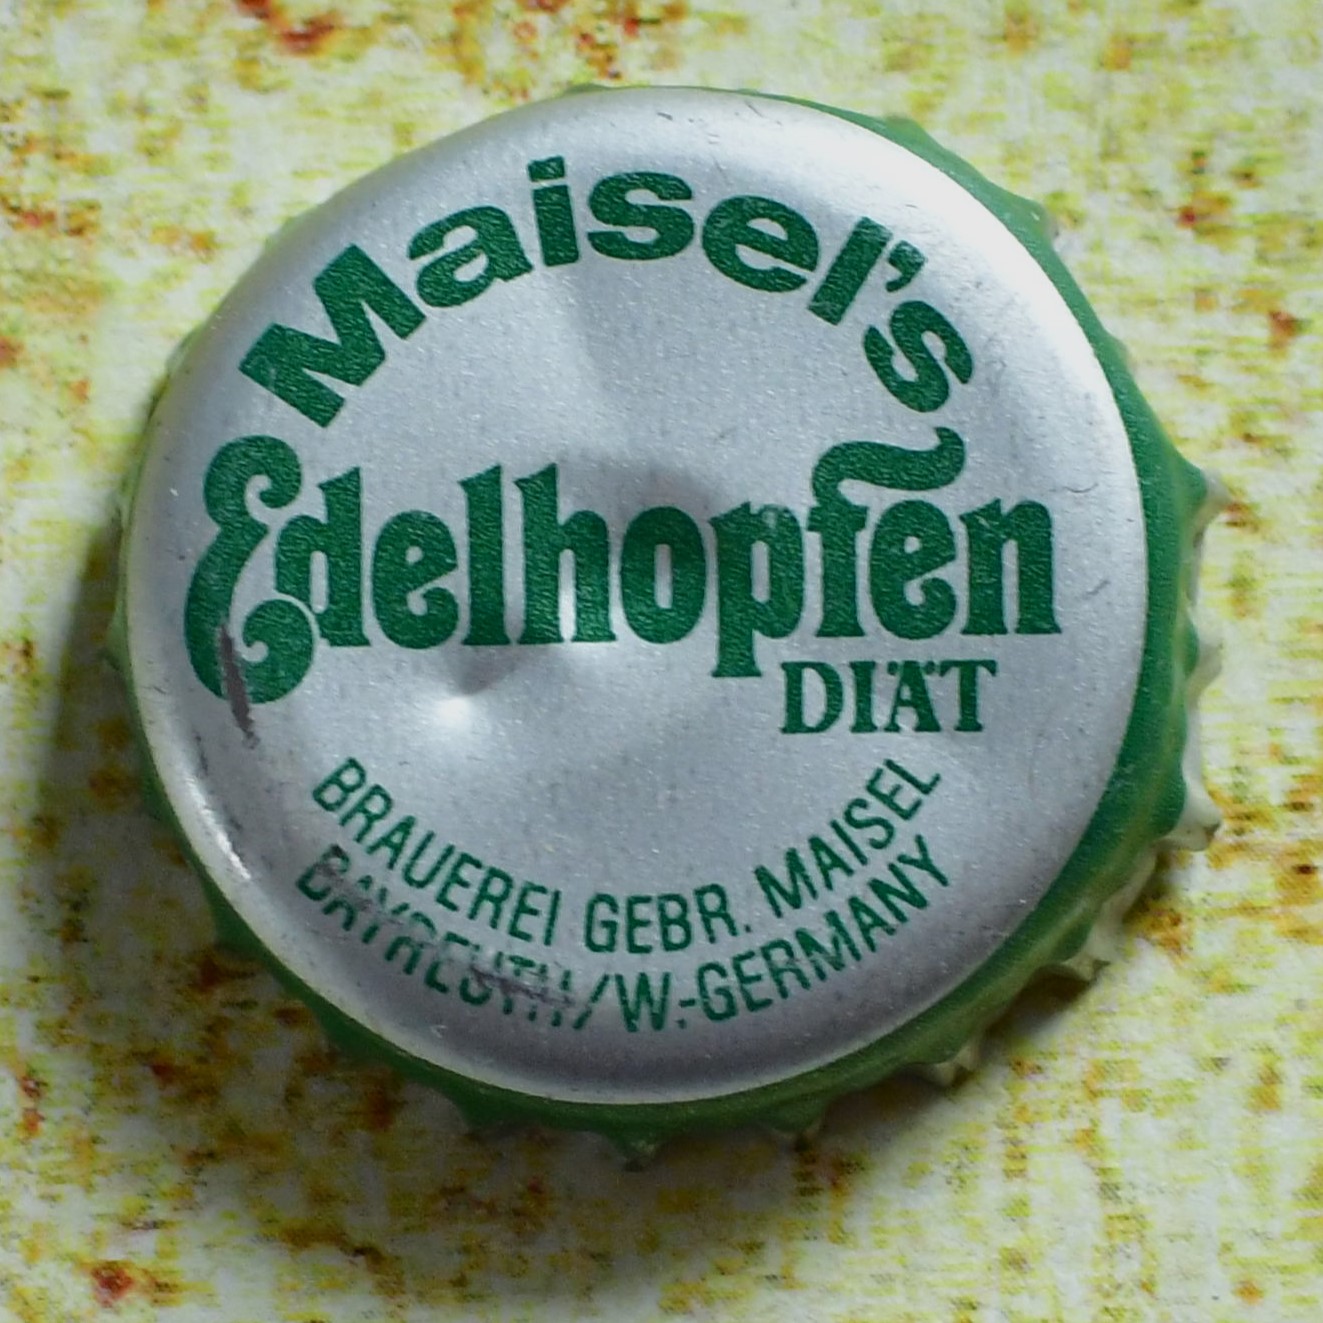 Maisel's
Edelhopfen
DIÄT
BRAUEREI GEBR. MAISEL
BAYREUTH/W.-GERMANY